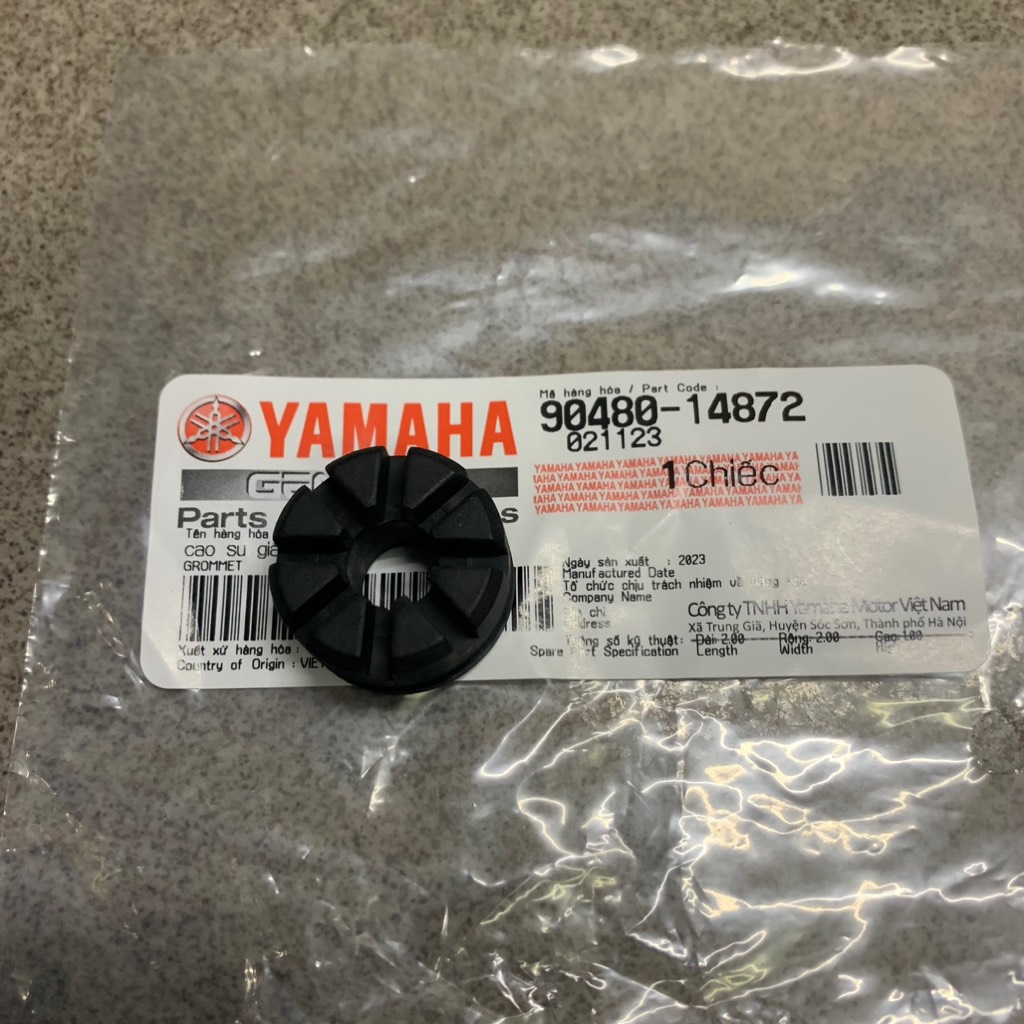 YAMAHA
Parts
Tên hàng hóa
cao su
GROMMET
Xuất xứ hàng hóa :
Country of Origin :
Mã hàng hóa / Part Code :
90480-14872
021123
YAMAHA YAMAHA YAMAHA YAMAHA YAMAHA YAMAHA
1 Chiếc
Ngày sản xuất : 2023
Manufactured Date
Tổ chức chịu trách nhiệm về
Company Name
Công ty TNHH Yamaha Motor Việt Nam
Xã Trung Giã, Huyện Sóc Sơn, Thành phố Hà Nội
Thông số kỹ thuật: Dài 2.00 Rộng 2.00 Cao 1.00
Spare Part Specification Length Width